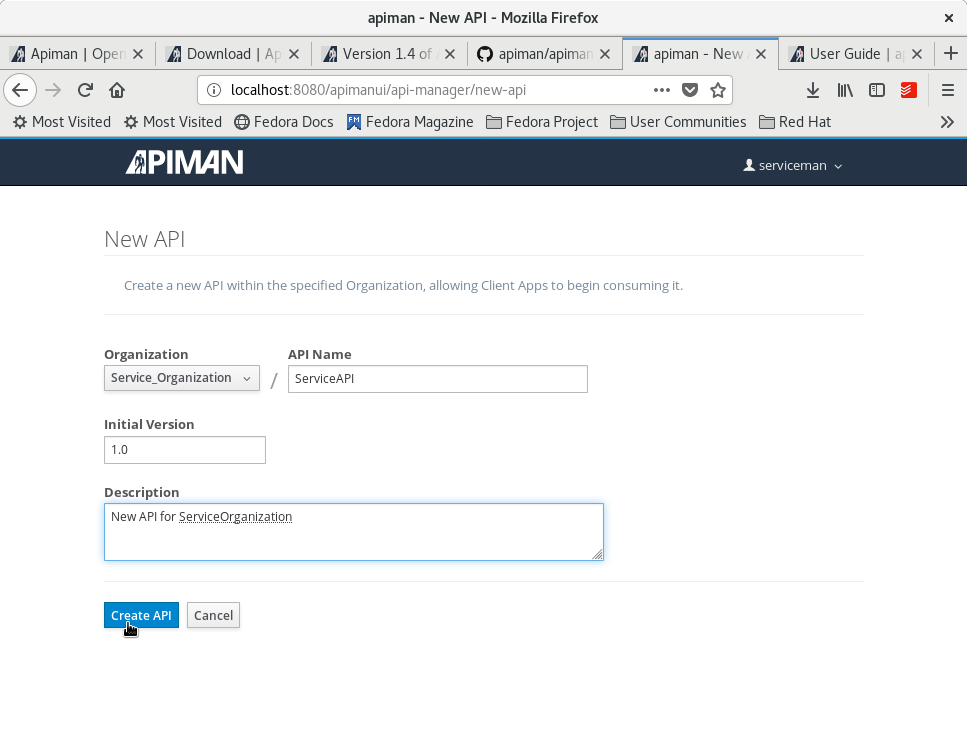 apiman - New API - Mozilla Firefox
Apiman | Open Download | Ap Version 1.4 of apiman/apiman apiman - New User Guide | a
localhost:8080/apimanui/api-manager/new-api
Most Visited Most Visited Fedora Docs FM Fedora Magazine Fedora Project User Communities Red Hat
APIMAN serviceman
New API
Create a new API within the specified Organization, allowing Client Apps to begin consuming it.
Organization API Name
Service_Organization / ServiceAPI
Initial Version
1.0
Description
New API for ServiceOrganization
Create API Cancel